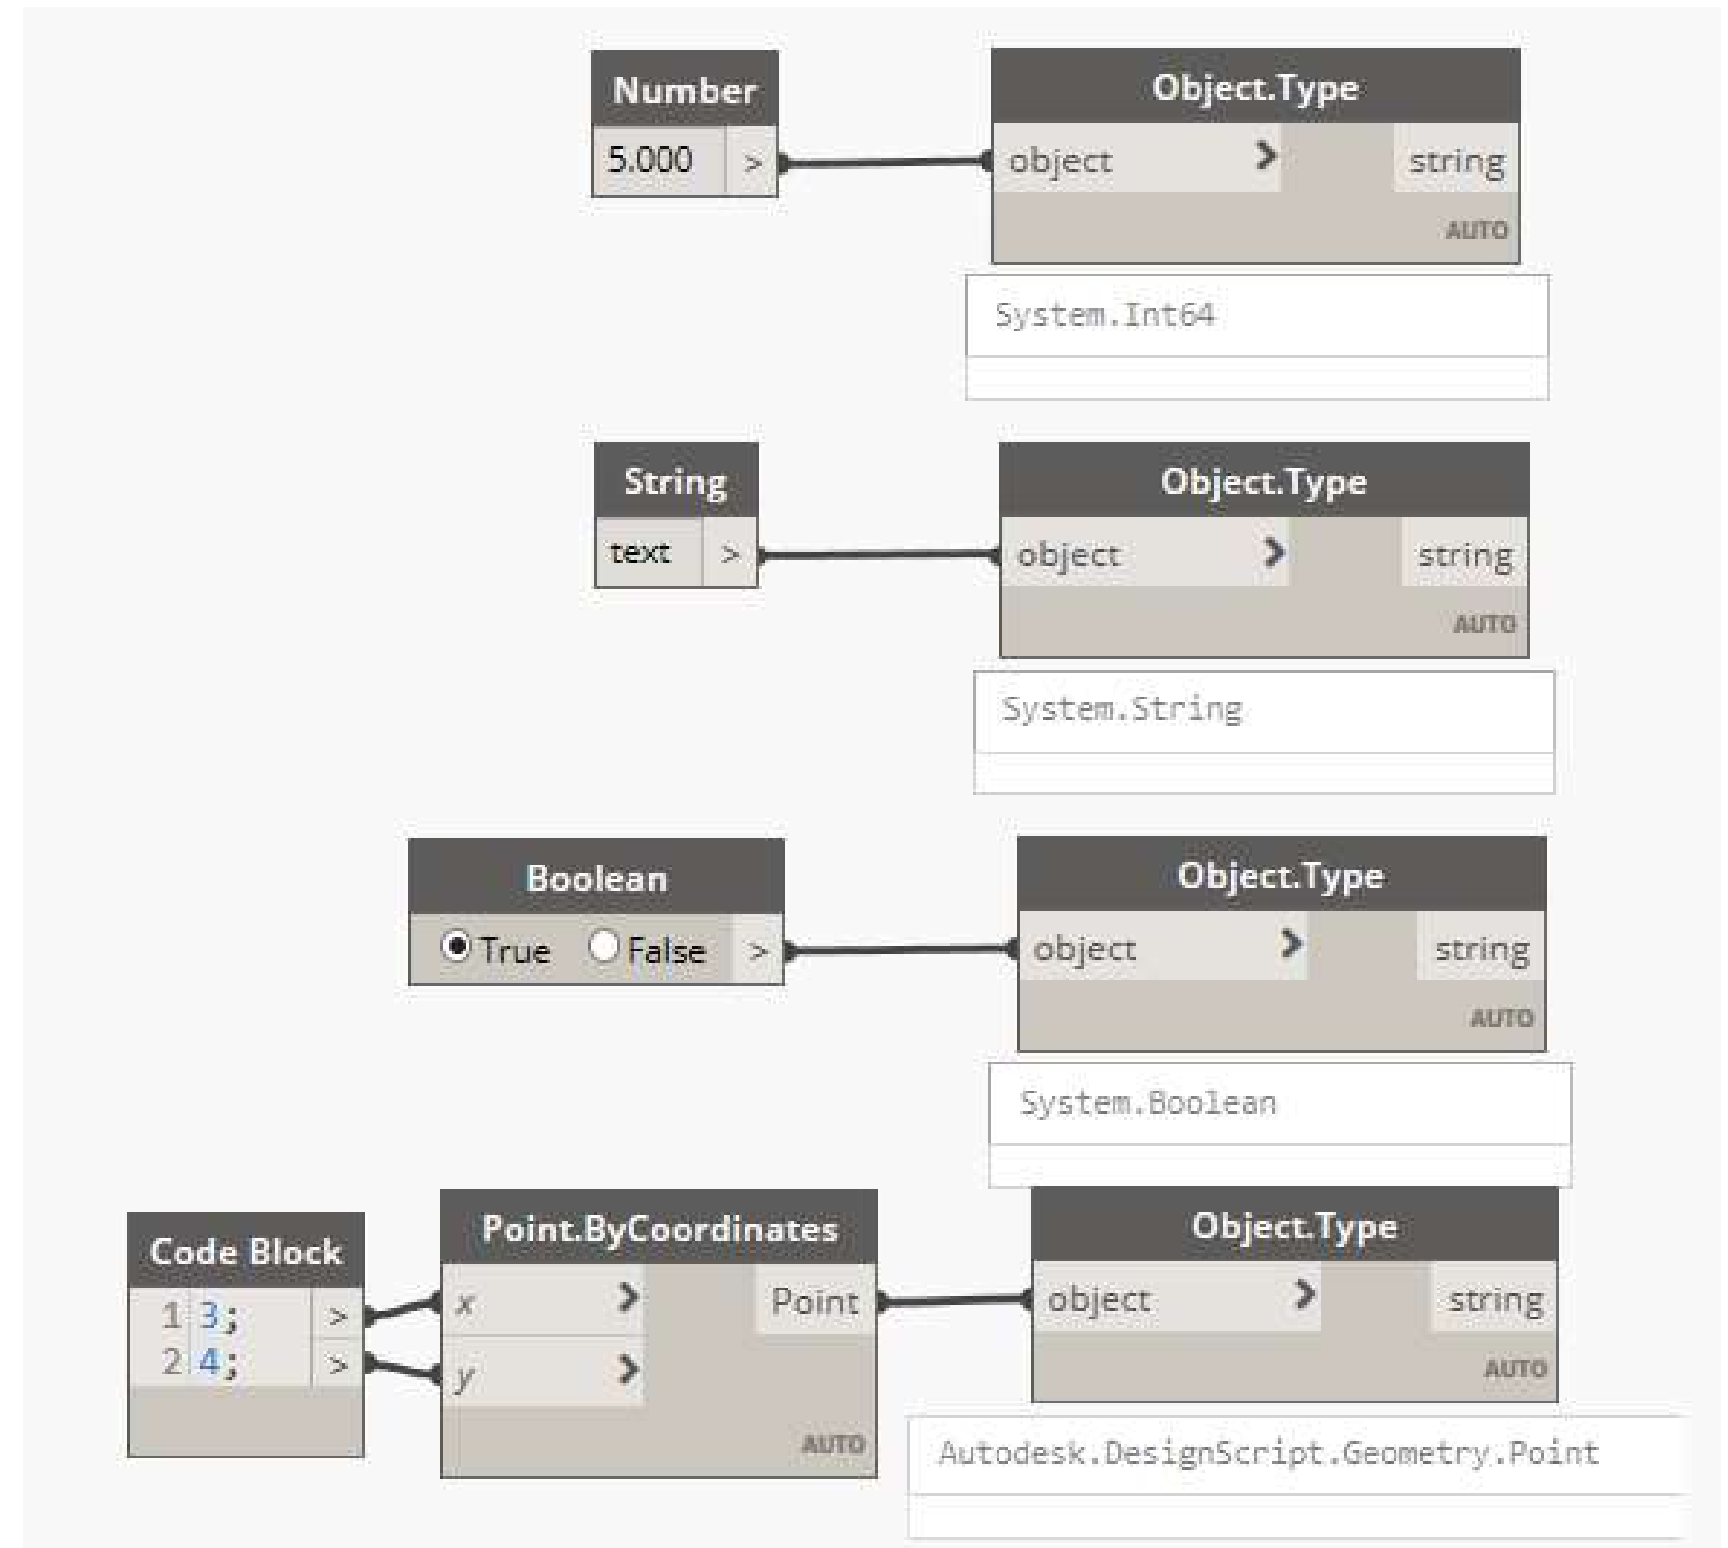 Number
Object.Type
5.000 >
object
string
AUTO
System.Int64
String
Object.Type
text >
object
string
AUTO
System.String
Boolean
Object.Type
True False >
object
string
AUTO
System.Boolean
Code Block
Point.ByCoordinates
Object.Type
1 3; >
2 4; >
x
Point
y
AUTO
object
string
AUTO
Autodesk.DesignScript.Geometry.Point